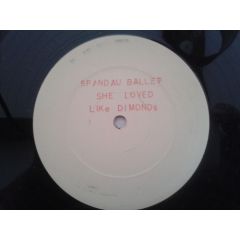 SPANDAU BALLET
SHE LOVED
LIKE DIMONDS